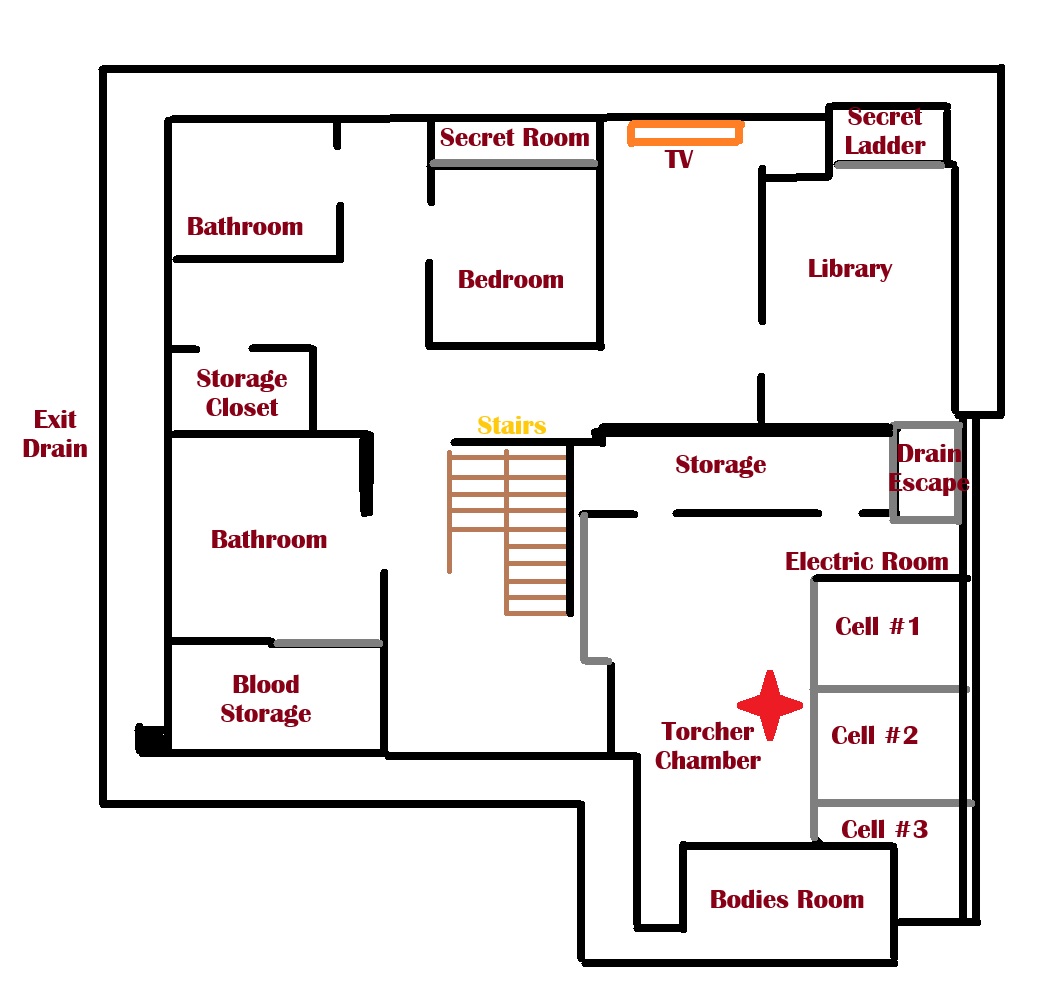 Secret
Ladder
Secret Room
TV
Bathroom
Library
Bedroom
Storage
Closet
Exit
Drain
Stairs
Storage
Drain
Escape
Bathroom
Electric Room
Cell #1
Blood
Storage
Torcher
Chamber
Cell #2
Cell #3
Bodies Room